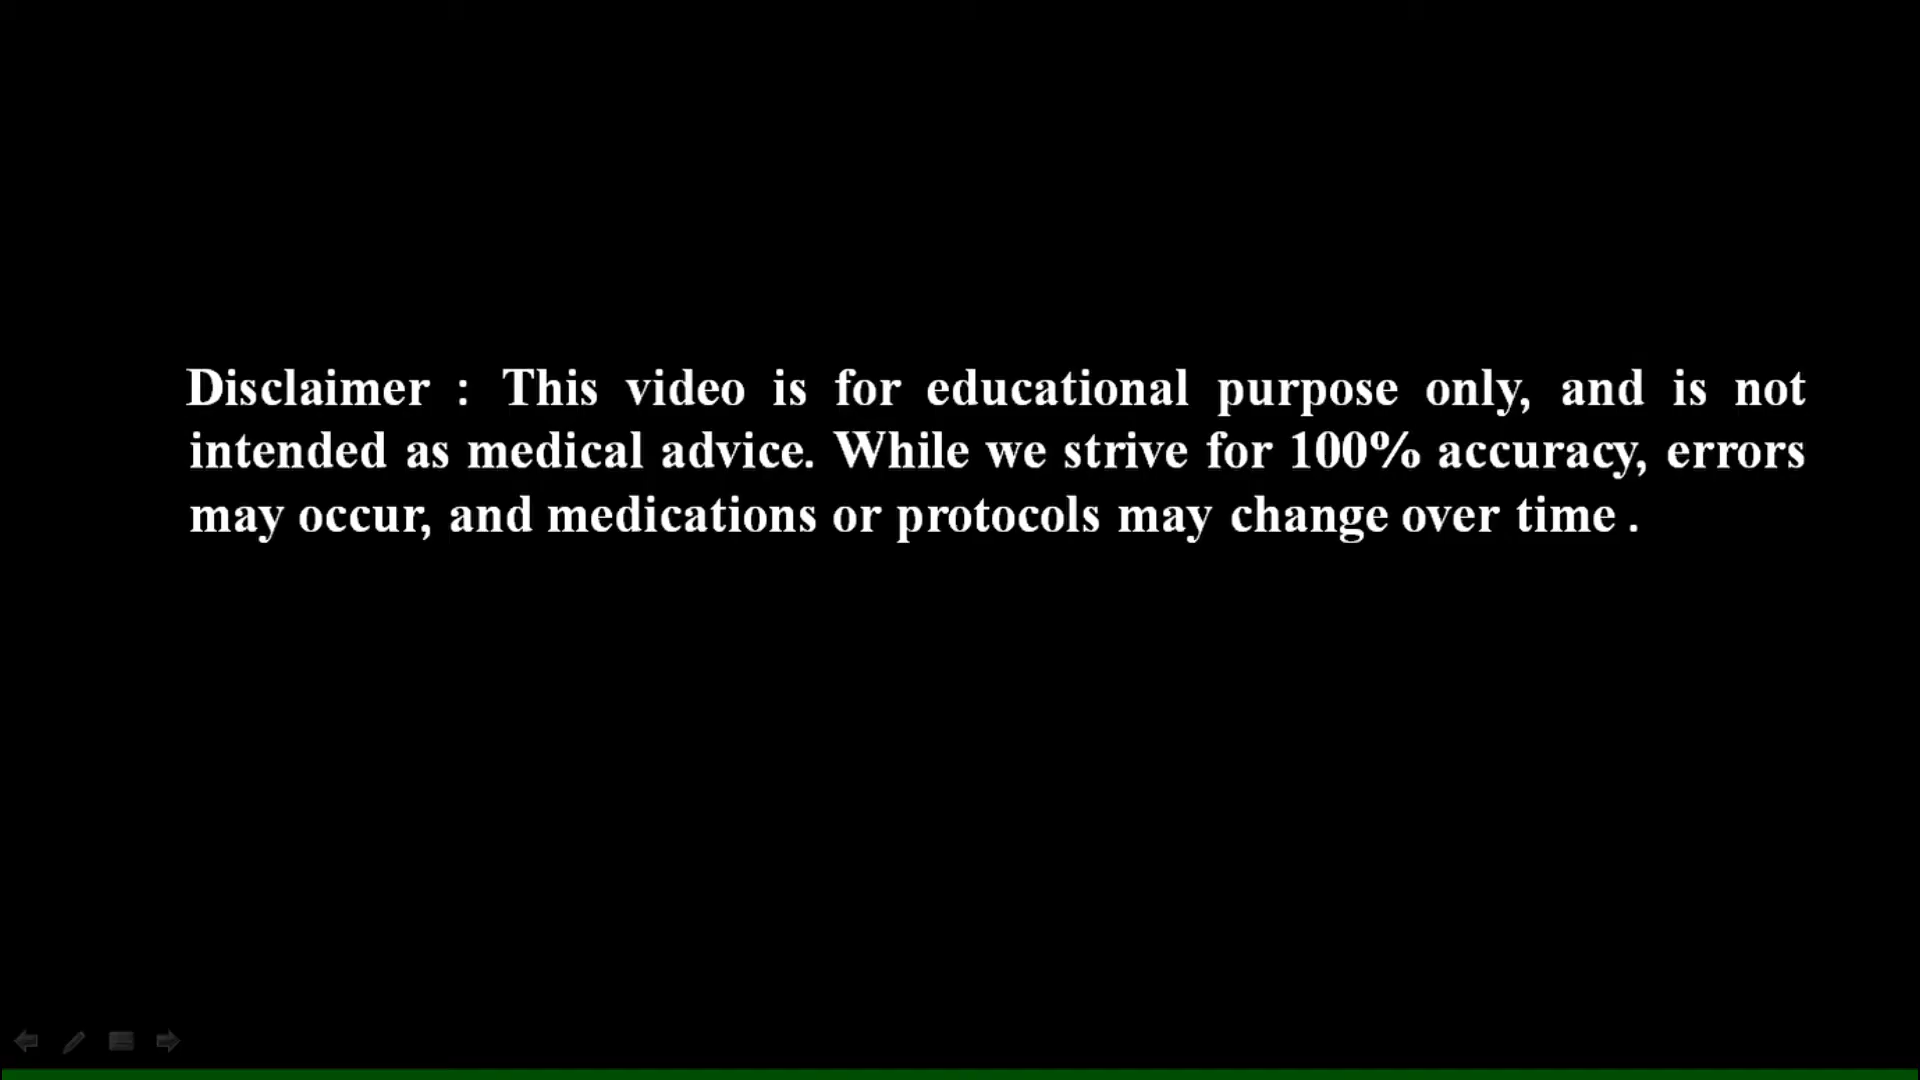 Disclaimer : This video is for educational purpose only, and is not
intended as medical advice. While we strive for 100% accuracy, errors
may occur, and medications or protocols may change over time .